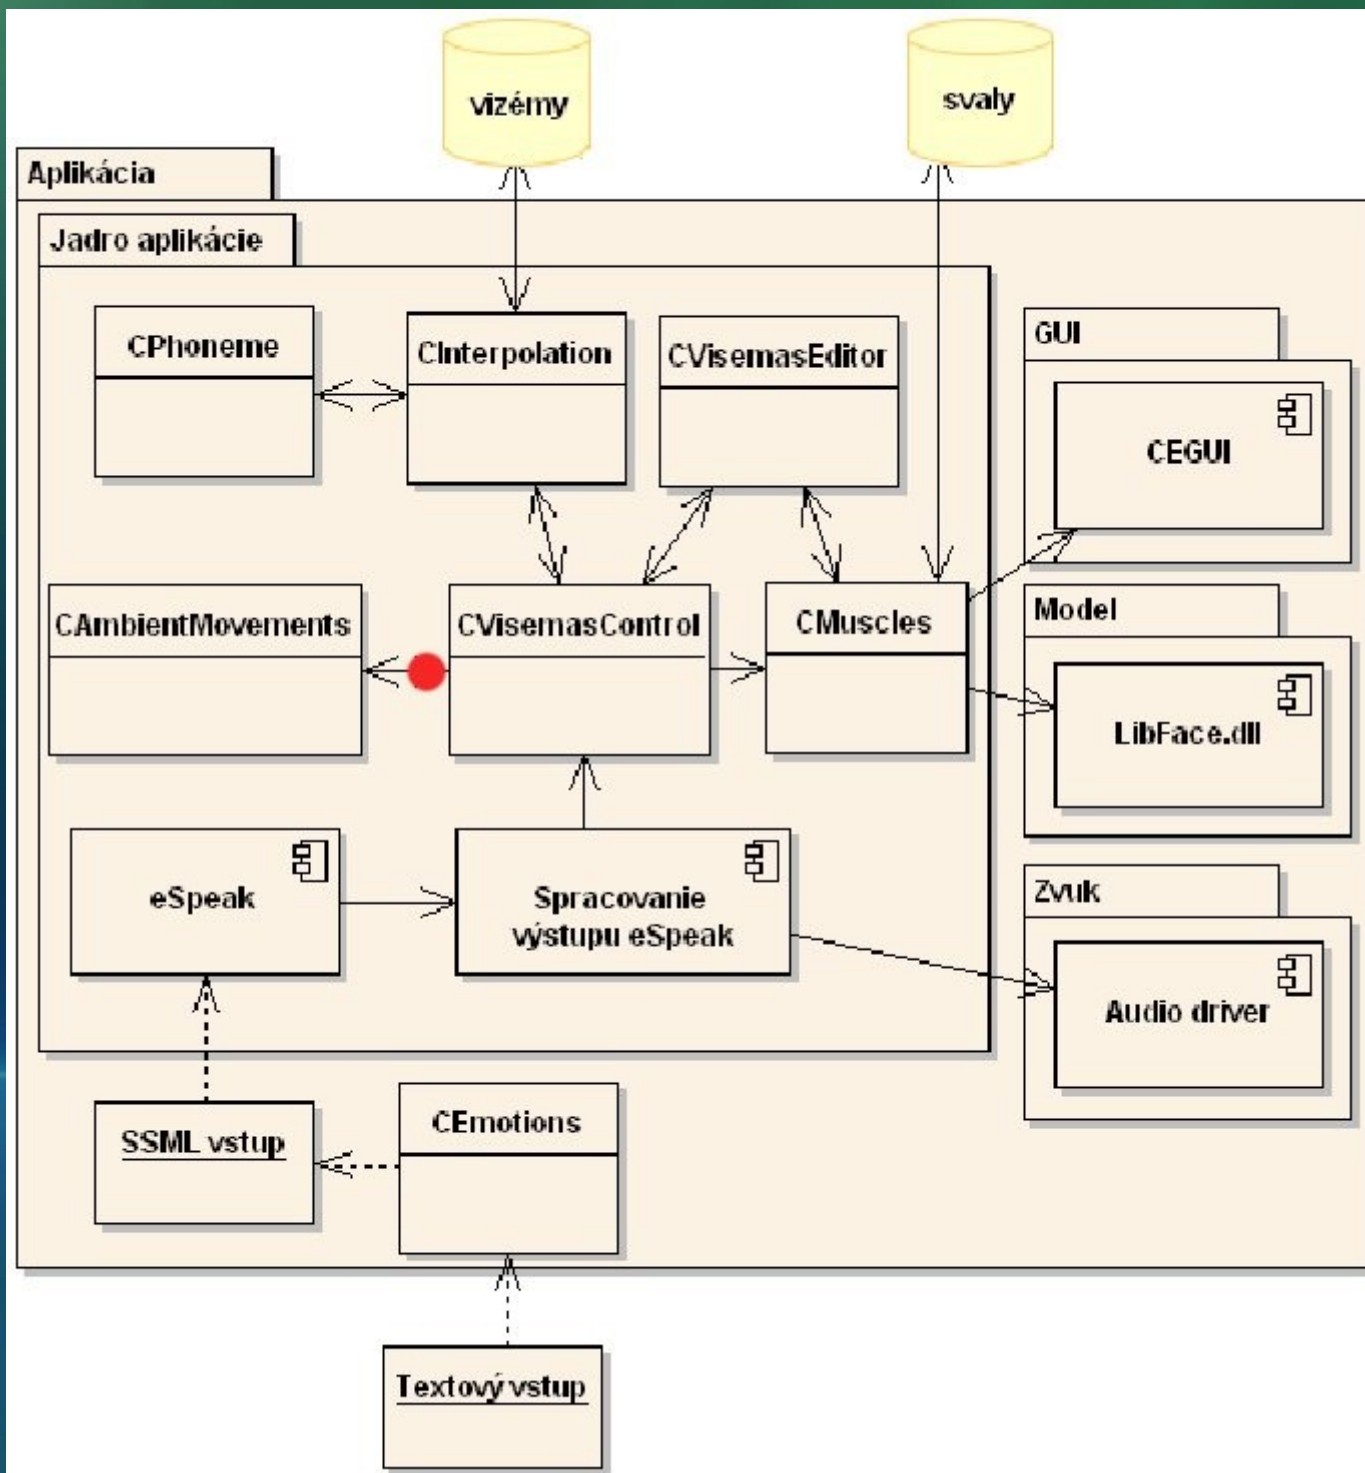 vizémy
svaly
Aplikácia
Jadro aplikácie
CPhoneme
CInterpolation
CVisemasEditor
GUI
CEGUI
CAmbientMovements
CVisemasControl
CMuscles
Model
LibFace.dll
eSpeak
Spracovanie
výstupu eSpeak
Zvuk
Audio driver
SSML vstup
CEmotions
Textový vstup